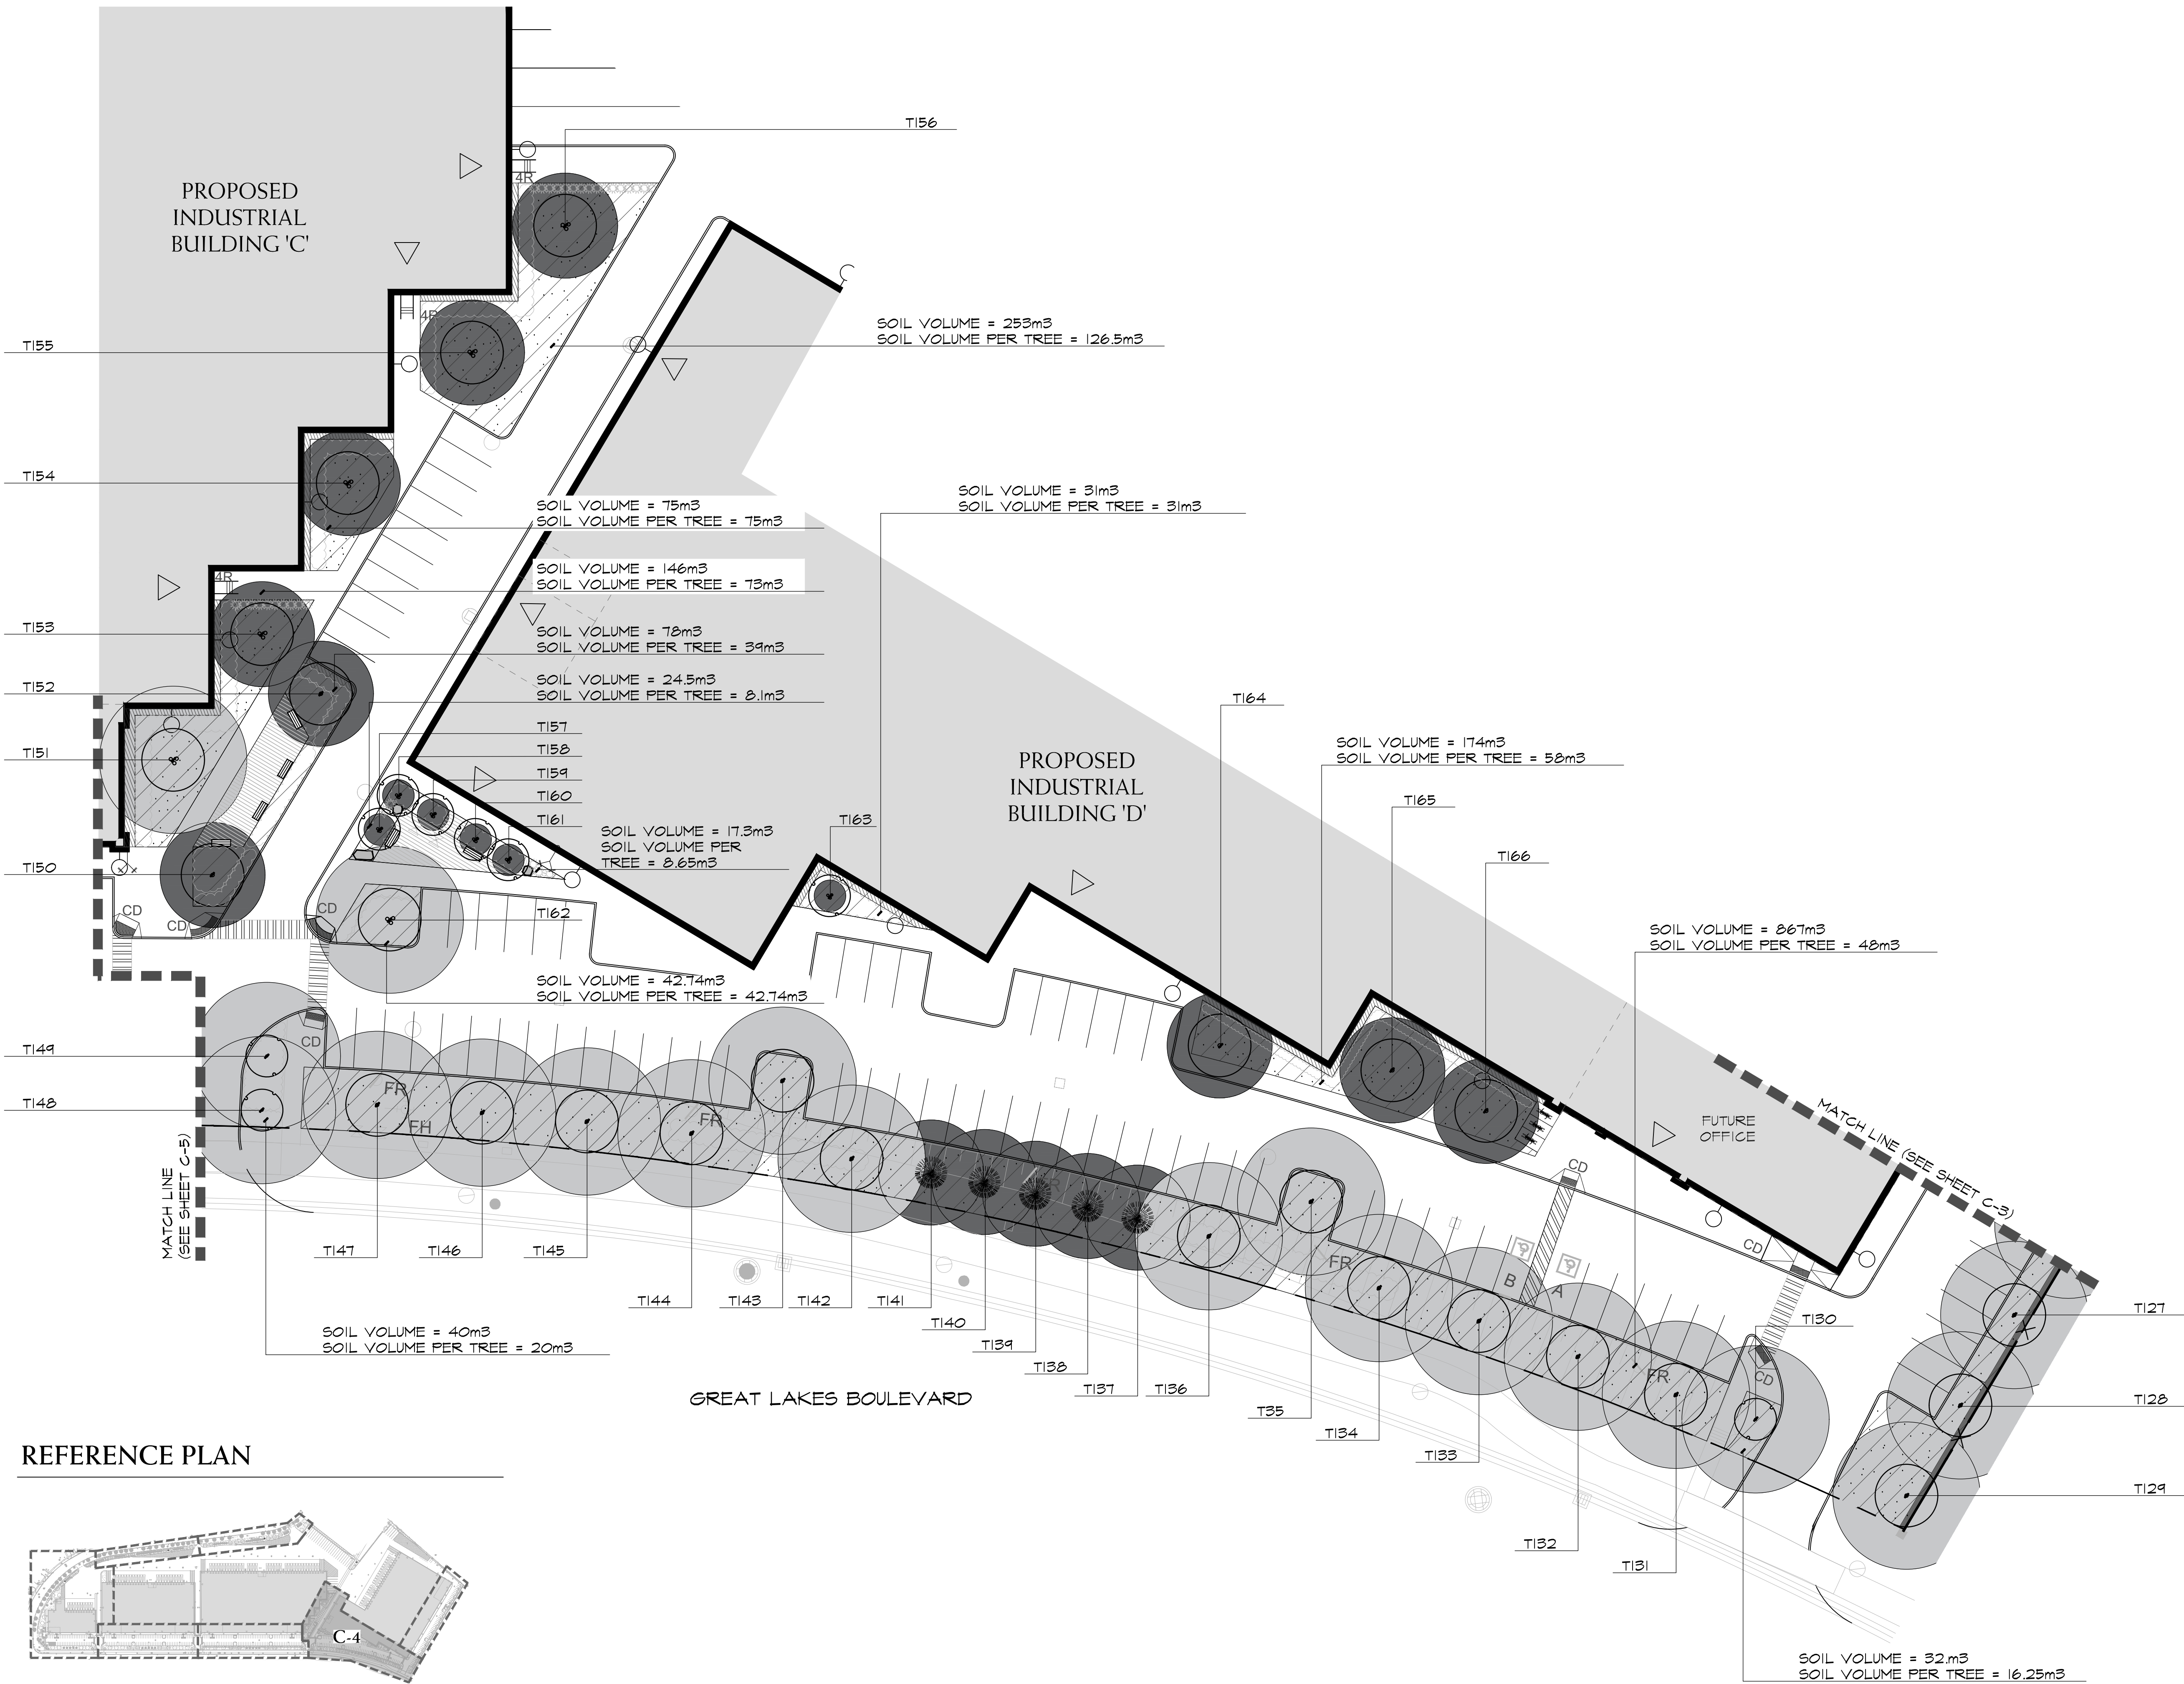 T156
PROPOSED
INDUSTRIAL
BUILDING 'C'
4R
4R
SOIL VOLUME = 253m3
SOIL VOLUME PER TREE = 126.5m3
T155
T154
SOIL VOLUME = 75m3
SOIL VOLUME PER TREE = 75m3
SOIL VOLUME = 31m3
SOIL VOLUME PER TREE = 31m3
SOIL VOLUME = 146m3
SOIL VOLUME PER TREE = 73m3
4R
T153
SOIL VOLUME = 78m3
SOIL VOLUME PER TREE = 39m3
T152
SOIL VOLUME = 24.5m3
SOIL VOLUME PER TREE = 8.1m3
T164
T157
T158
T151
T159
T160
T161
PROPOSED
INDUSTRIAL
BUILDING 'D'
SOIL VOLUME = 174m3
SOIL VOLUME PER TREE = 58m3
T165
SOIL VOLUME = 17.3m3
SOIL VOLUME PER
TREE = 8.65m3
T163
T166
T150
CD
CD
CD
T162
SOIL VOLUME = 867m3
SOIL VOLUME PER TREE = 48m3
SOIL VOLUME = 42.74m3
SOIL VOLUME PER TREE = 42.74m3
CD
T149
T148
FR
FH
FR
FUTURE
OFFICE
MATCH LINE (SEE SHEET C-3)
CD
MATCH LINE
(SEE SHEET C-5)
CD
FR
B
A
T147
T146
T145
T144
T143
T142
T141
T140
T139
T138
T137
T136
T35
T134
T133
T132
T131
T130
FR
CD
T127
T128
T129
SOIL VOLUME = 40m3
SOIL VOLUME PER TREE = 20m3
GREAT LAKES BOULEVARD
REFERENCE PLAN
C-4
SOIL VOLUME = 32.m3
SOIL VOLUME PER TREE = 16.25m3